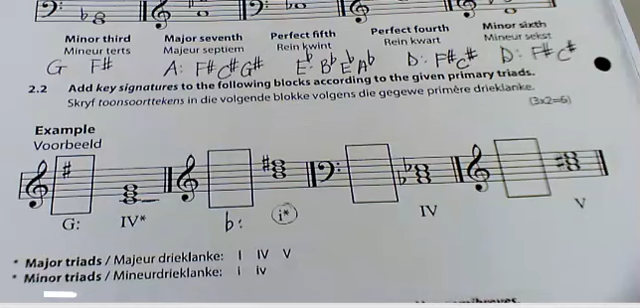 Minor third Major seventh Perfect fifth Perfect fourth Minor sixth
Mineur terts Majeur septiem Rein kwint Rein kwart Mineur sekst
G F# A: F# C# G# E♭: B♭ E♭ A♭ D: F# C# D: F# C#
2.2 Add key signatures to the following blocks according to the given primary triads.
Skryf toonsoorttekens in die volgende blokke volgens die gegewe primêre drieklanke.
(3x2=6)
Example
Voorbeeld
G: IV* b: i* IV V
* Major triads / Majeur drieklanke: I IV V
* Minor triads / Mineurdrieklanke: i iv